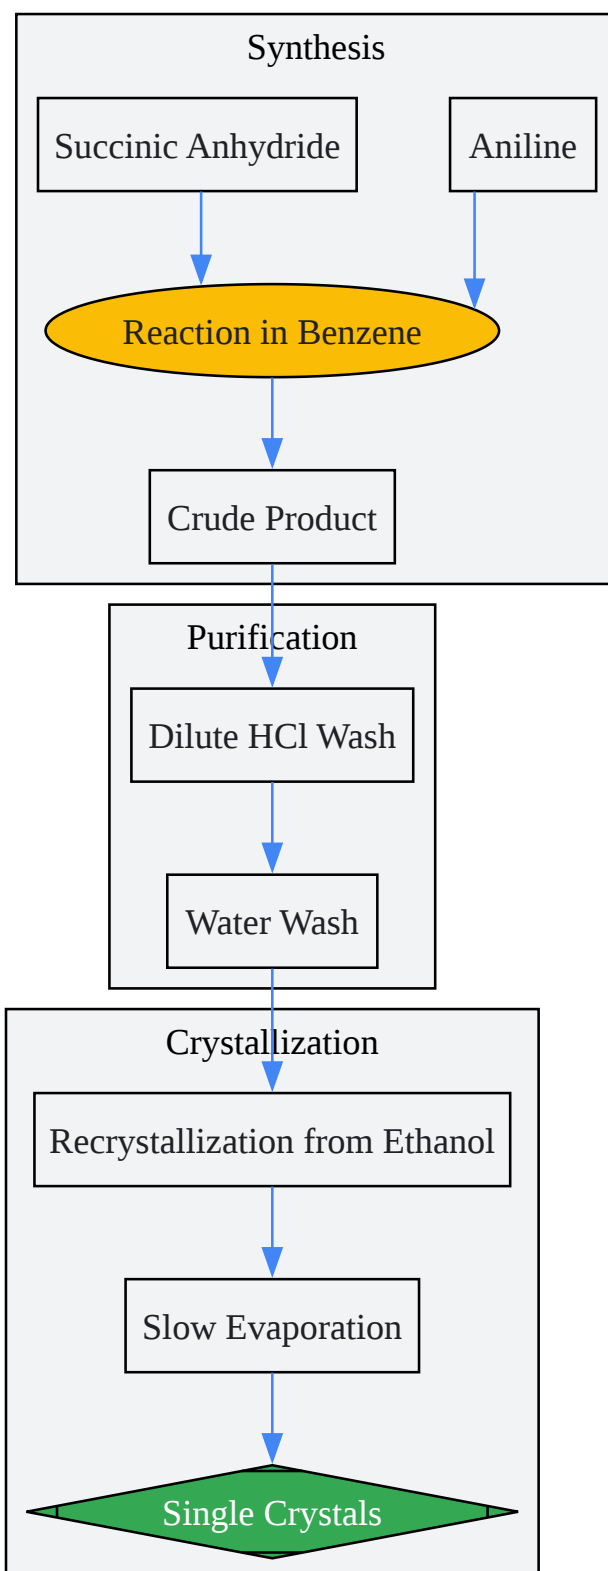 Synthesis
Succinic Anhydride
Aniline
Reaction in Benzene
Crude Product
Purification
Dilute HCl Wash
Water Wash
Crystallization
Recrystallization from Ethanol
Slow Evaporation
Single Crystals